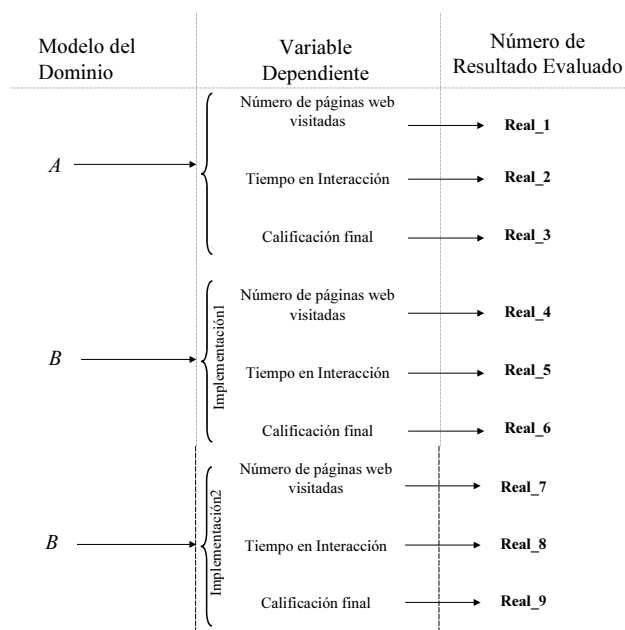 Modelo del
Dominio
Variable
Dependiente
Número de
Resultado Evaluado
A
Número de páginas web
visitadas
Real_1
Tiempo en Interacción
Real_2
Calificación final
Real_3
B
Implementación1
Número de páginas web
visitadas
Real_4
Tiempo en Interacción
Real_5
Calificación final
Real_6
B
Implementación2
Número de páginas web
visitadas
Real_7
Tiempo en Interacción
Real_8
Calificación final
Real_9